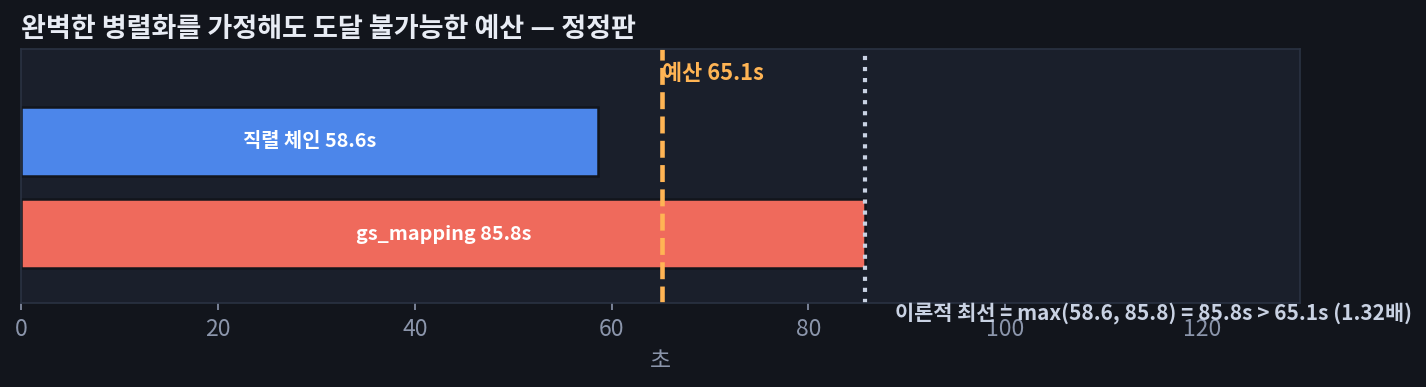 완벽한 병렬화를 가정해도 도달 불가능한 예산 — 정정판
예산 65.1s
직렬 체인 58.6s
gs_mapping 85.8s
이론적 최선 = max(58.6, 85.8) = 85.8s > 65.1s (1.32배)
0 20 40 60 80 100 120
초